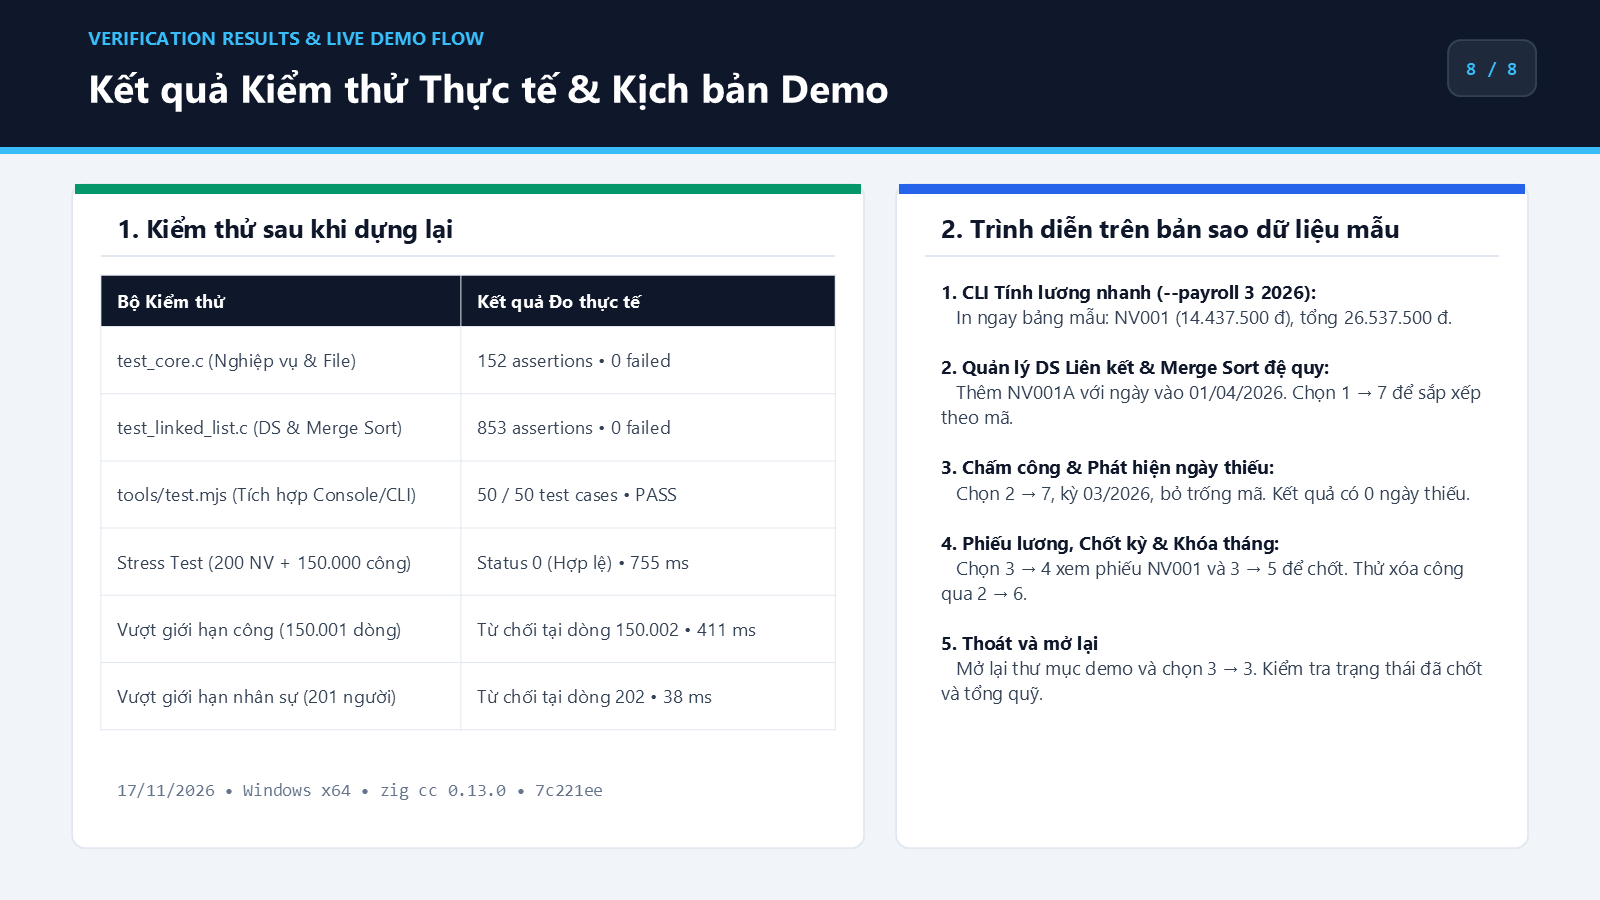 VERIFICATION RESULTS & LIVE DEMO FLOW
Kết quả Kiểm thử Thực tế & Kịch bản Demo
8 / 8
1. Kiểm thử sau khi dựng lại
Bộ Kiểm thử
Kết quả Đo thực tế
test_core.c (Nghiệp vụ & File)
152 assertions • 0 failed
test_linked_list.c (DS & Merge Sort)
853 assertions • 0 failed
tools/test.mjs (Tích hợp Console/CLI)
50 / 50 test cases • PASS
Stress Test (200 NV + 150.000 công)
Status 0 (Hợp lệ) • 755 ms
Vượt giới hạn công (150.001 dòng)
Từ chối tại dòng 150.002 • 411 ms
Vượt giới hạn nhân sự (201 người)
Từ chối tại dòng 202 • 38 ms
17/11/2026 • Windows x64 • zig cc 0.13.0 • 7c221ee
2. Trình diễn trên bản sao dữ liệu mẫu
1. CLI Tính lương nhanh (--payroll 3 2026):
In ngay bảng mẫu: NV001 (14.437.500 đ), tổng 26.537.500 đ.
2. Quản lý DS Liên kết & Merge Sort đệ quy:
Thêm NV001A với ngày vào 01/04/2026. Chọn 1 → 7 để sắp xếp
theo mã.
3. Chấm công & Phát hiện ngày thiếu:
Chọn 2 → 7, kỳ 03/2026, bỏ trống mã. Kết quả có 0 ngày thiếu.
4. Phiếu lương, Chốt kỳ & Khóa tháng:
Chọn 3 → 4 xem phiếu NV001 và 3 → 5 để chốt. Thử xóa công
qua 2 → 6.
5. Thoát và mở lại
Mở lại thư mục demo và chọn 3 → 3. Kiểm tra trạng thái đã chốt
và tổng quỹ.